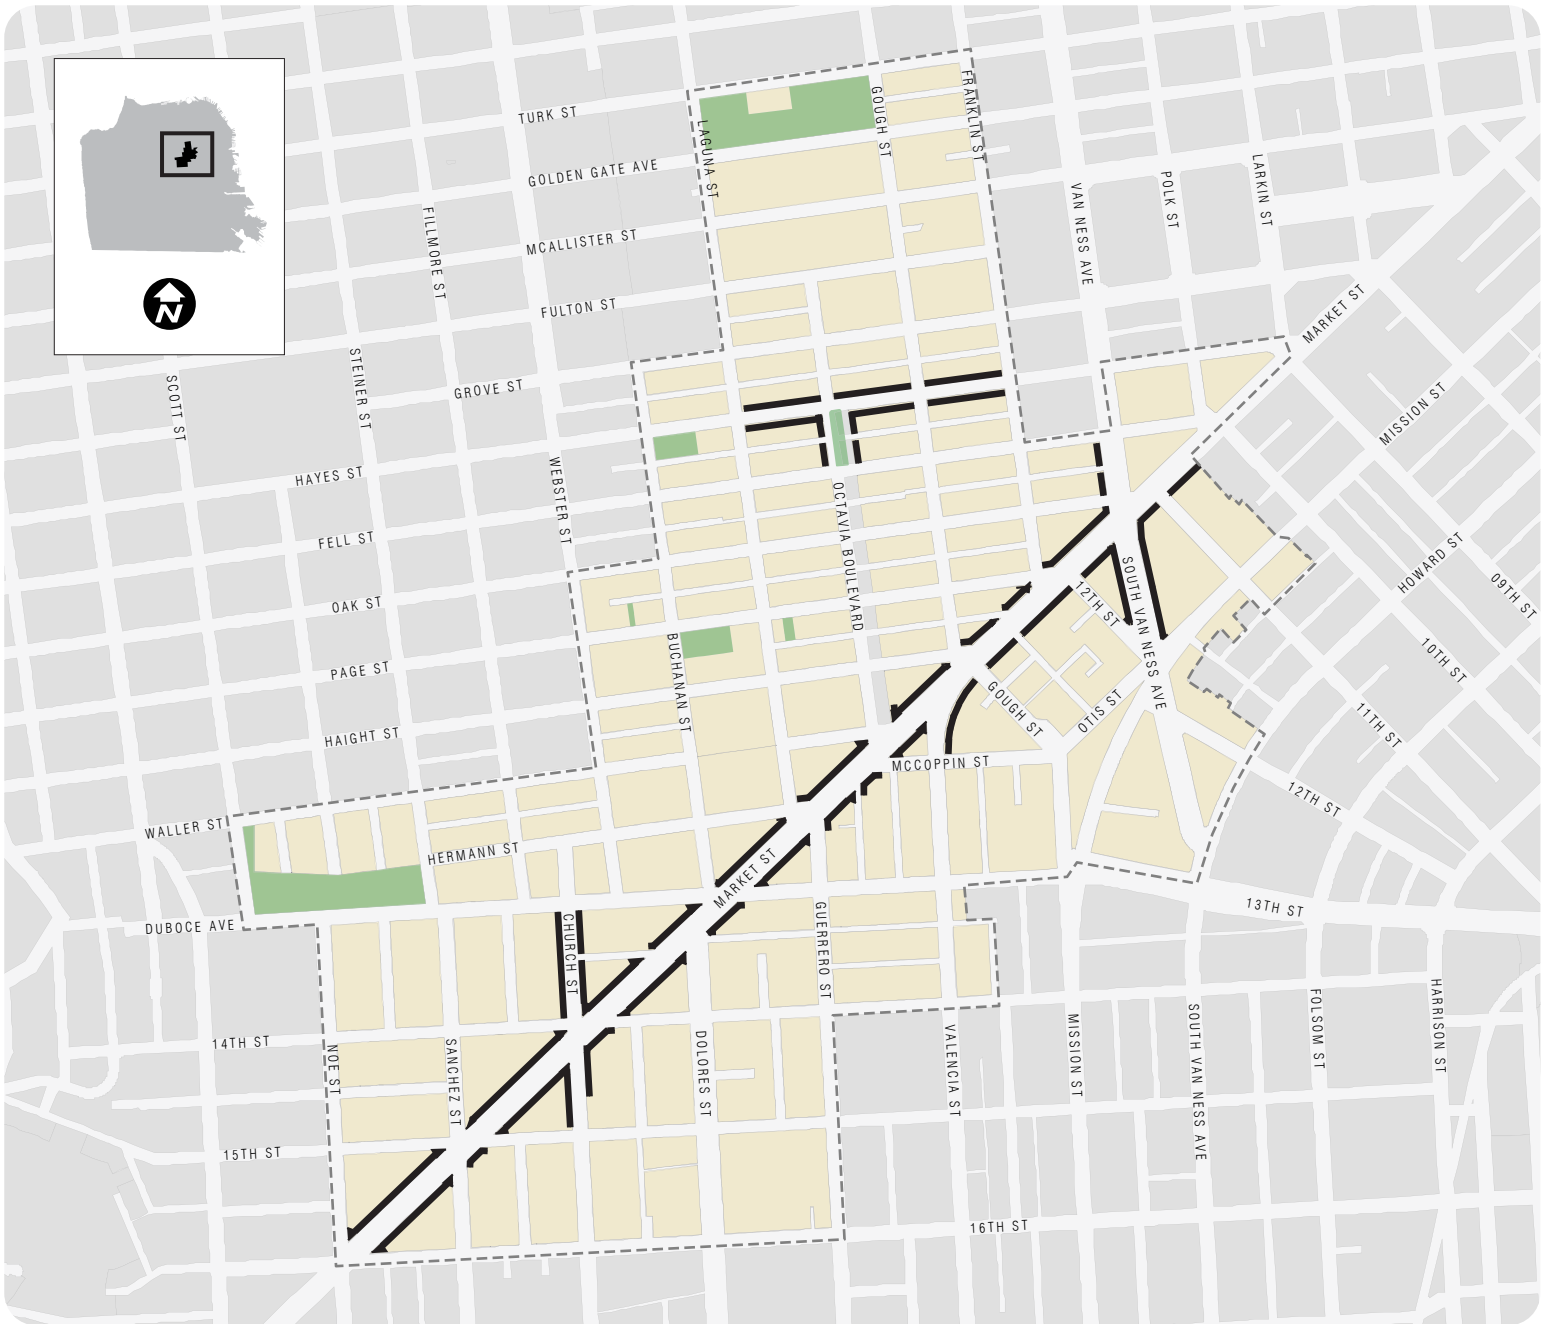 TURK ST
GOLDEN GATE AVE
MCALLISTER ST
FULTON ST
GROVE ST
HAYES ST
FELL ST
OAK ST
PAGE ST
HAIGHT ST
WALLER ST
HERMANN ST
DUBOCE AVE
14TH ST
15TH ST
16TH ST
SCOTT ST
STEINER ST
FILLMORE ST
WEBSTER ST
BUCHANAN ST
LAGUNA ST
OCTAVIA BOULEVARD
GOUGH ST
FRANKLIN ST
VAN NESS AVE
POLK ST
LARKIN ST
MARKET ST
MISSION ST
HOWARD ST
09TH ST
10TH ST
11TH ST
12TH ST
12TH ST
SOUTH VAN NESS AVE
GOUGH ST
OTIS ST
MCCOPPIN ST
MARKET ST
13TH ST
CHURCH ST
GUERRERO ST
NOE ST
SANCHEZ ST
DOLORES ST
VALENCIA ST
MISSION ST
SOUTH VAN NESS AVE
FOLSOM ST
HARRISON ST
N